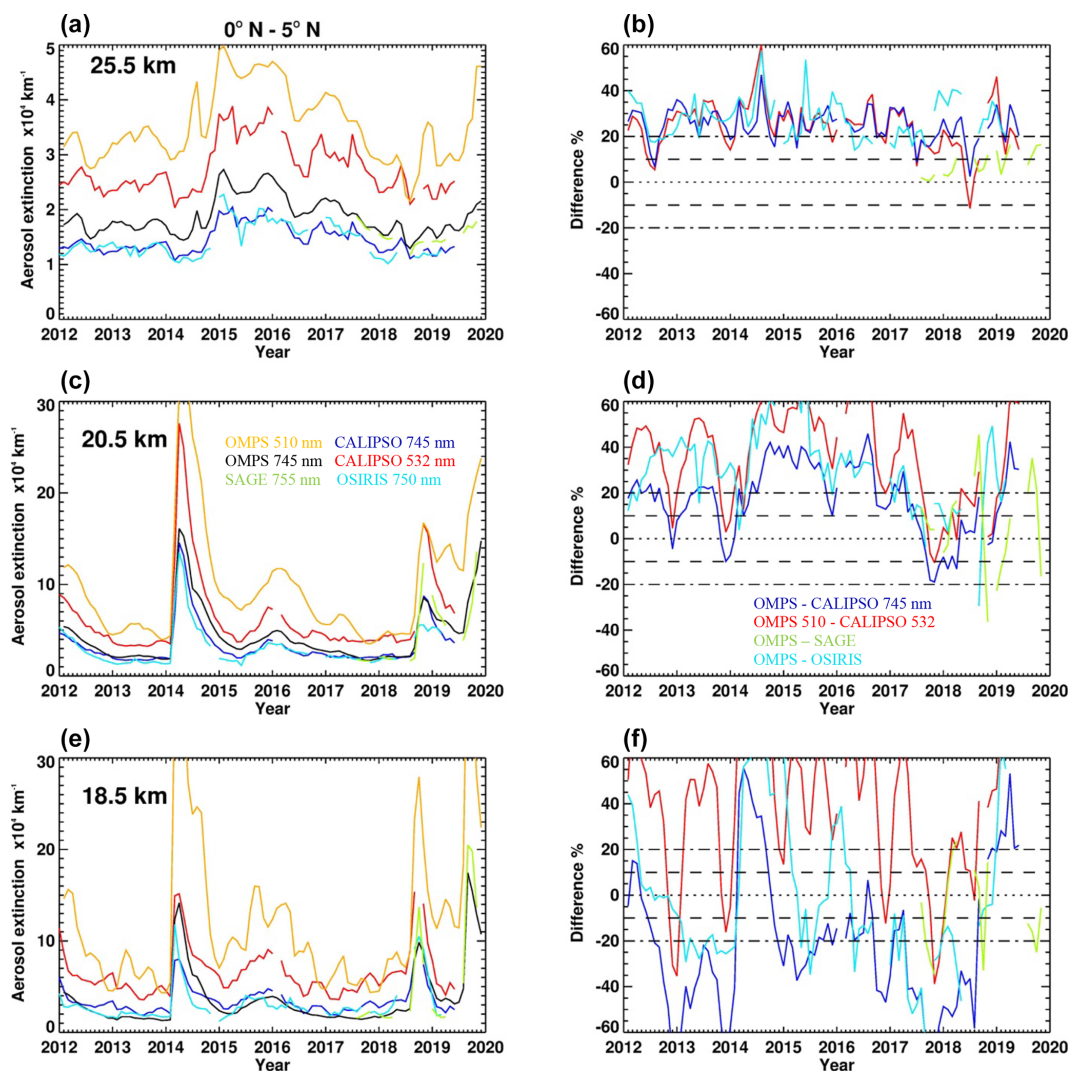 (a)
0° N - 5° N
25.5 km
Aerosol extinction x10⁴ km⁻¹
5
4
3
2
1
0
2012 2013 2014 2015 2016 2017 2018 2019 2020
Year
(b)
Difference %
60
40
20
0
-20
-40
-60
2012 2013 2014 2015 2016 2017 2018 2019 2020
Year
(c)
20.5 km
OMPS 510 nm CALIPSO 745 nm
OMPS 745 nm CALIPSO 532 nm
SAGE 755 nm OSIRIS 750 nm
Aerosol extinction x10⁴ km⁻¹
30
20
10
0
2012 2013 2014 2015 2016 2017 2018 2019 2020
Year
(d)
Difference %
60
40
20
0
-20
-40
-60
OMPS - CALIPSO 745 nm
OMPS 510 - CALIPSO 532
OMPS – SAGE
OMPS - OSIRIS
2012 2013 2014 2015 2016 2017 2018 2019 2020
Year
(e)
18.5 km
Aerosol extinction x10⁴ km⁻¹
30
20
10
0
2012 2013 2014 2015 2016 2017 2018 2019 2020
Year
(f)
Difference %
60
40
20
0
-20
-40
-60
2012 2013 2014 2015 2016 2017 2018 2019 2020
Year